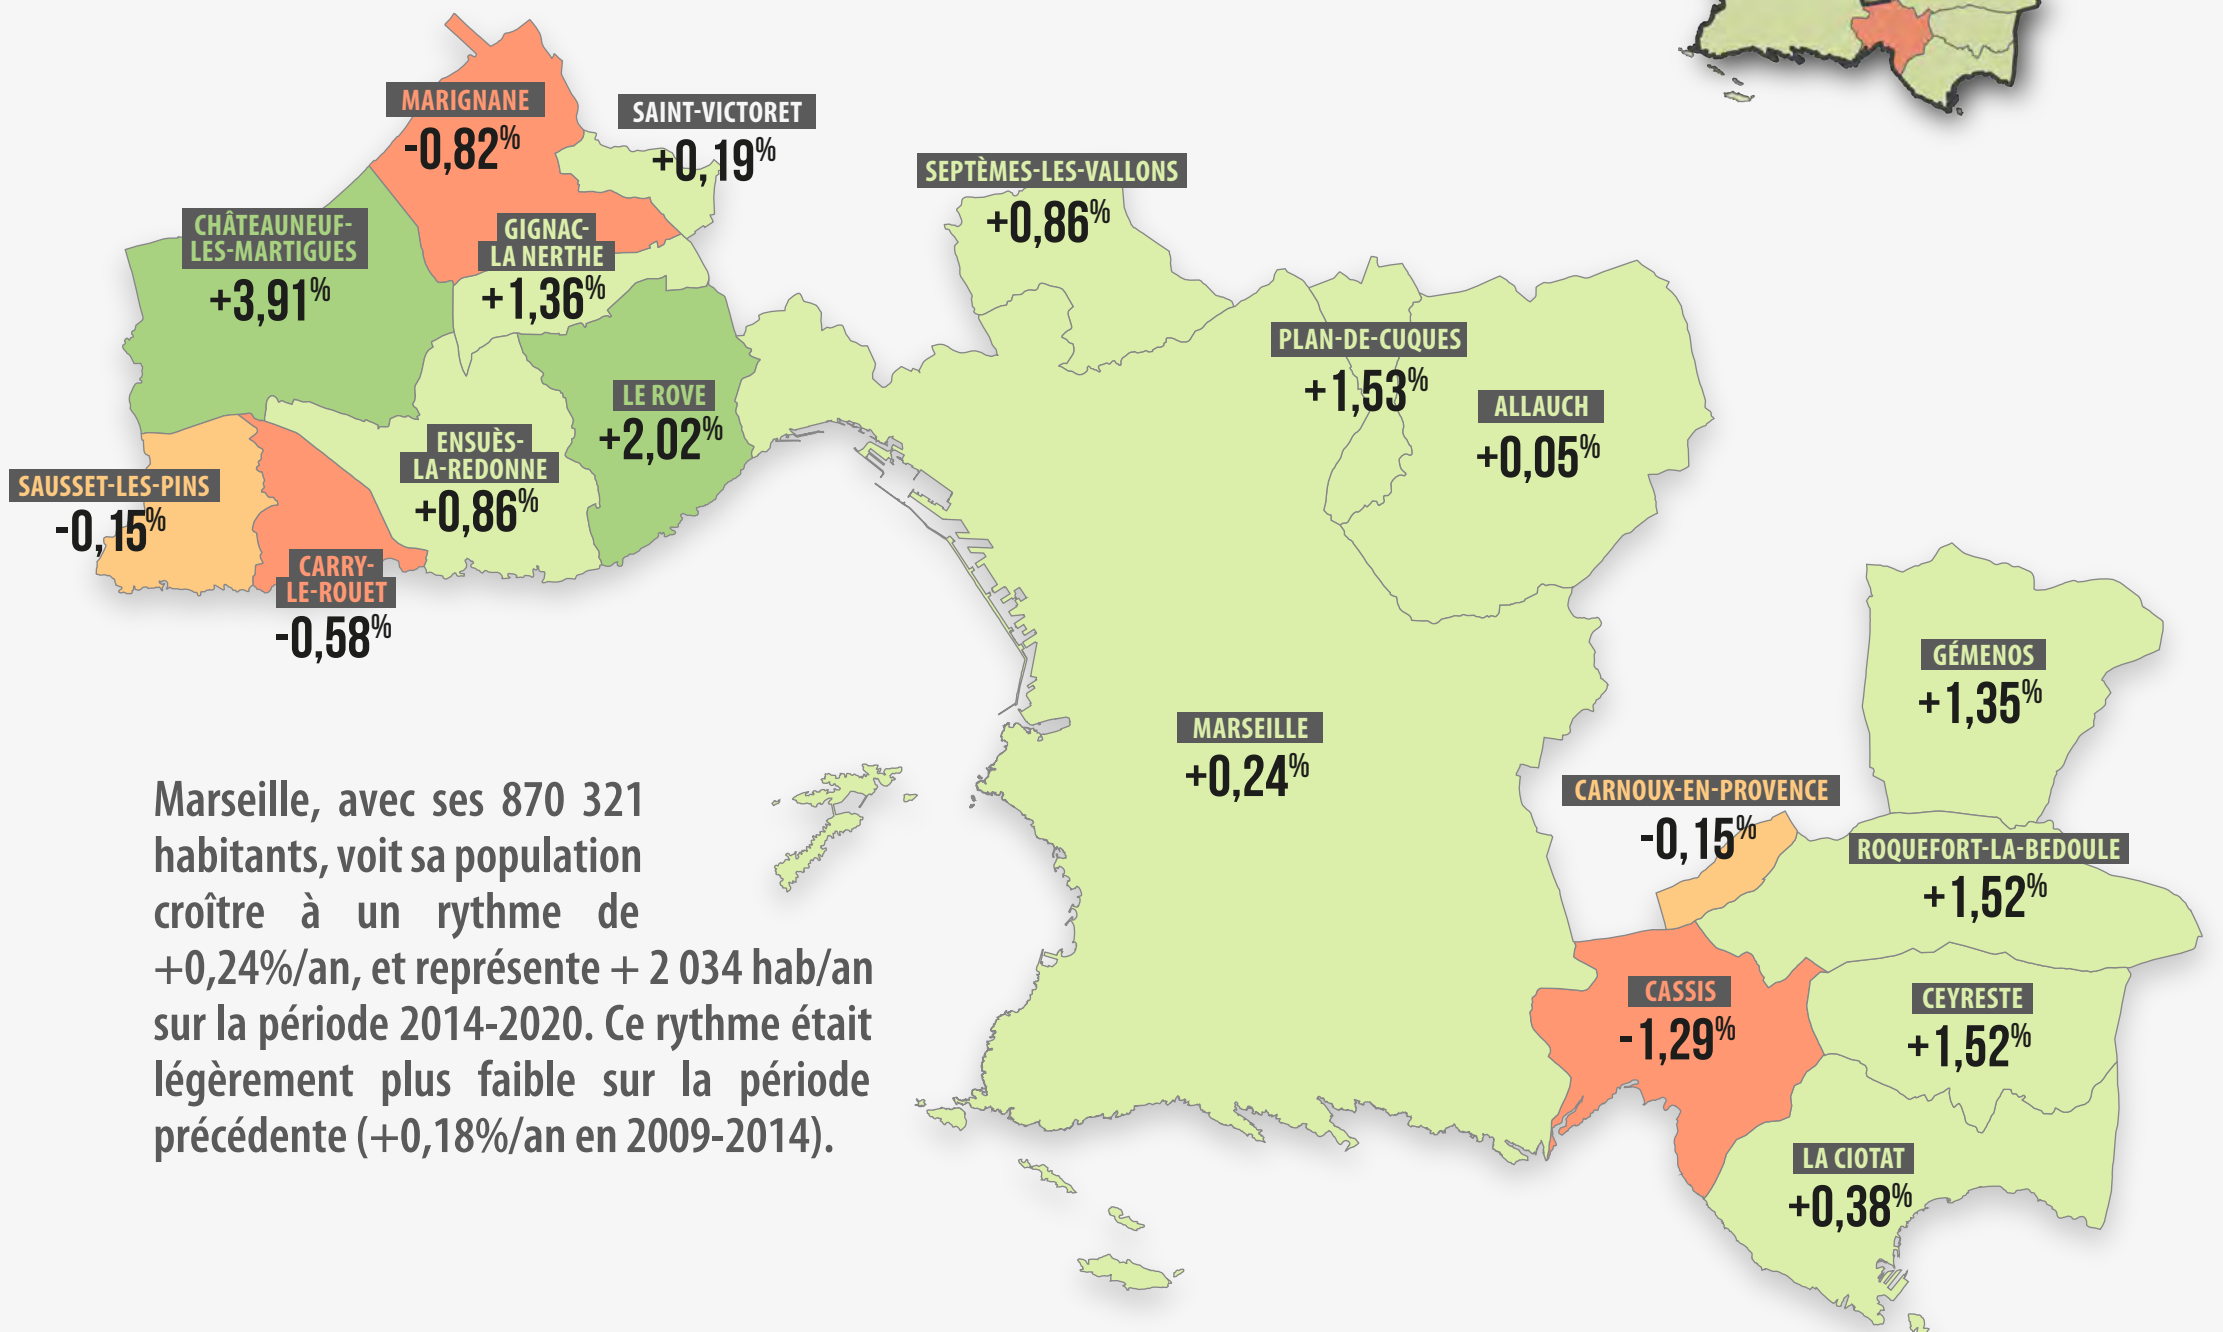 MARIGNANE
-0,82%
SAINT-VICTORET
+0,19%
SEPTÈMES-LES-VALLONS
+0,86%
CHÂTEAUNEUF-
LES-MARTIGUES
+3,91%
GIGNAC-
LA NERTHE
+1,36%
PLAN-DE-CUQUES
+1,53%
LE ROVE
+2,02%
ALLAUCH
+0,05%
ENSUÈS-
LA-REDONNE
+0,86%
SAUSSET-LES-PINS
-0,15%
CARRY-
LE-ROUET
-0,58%
GÉMENOS
+1,35%
MARSEILLE
+0,24%
CARNOUX-EN-PROVENCE
-0,15%
ROQUEFORT-LA-BEDOULE
+1,52%
CASSIS
-1,29%
CEYRESTE
+1,52%
LA CIOTAT
+0,38%
Marseille, avec ses 870 321
habitants, voit sa population
croître à un rythme de
+0,24%/an, et représente + 2 034 hab/an
sur la période 2014-2020. Ce rythme était
légèrement plus faible sur la période
précédente (+0,18%/an en 2009-2014).